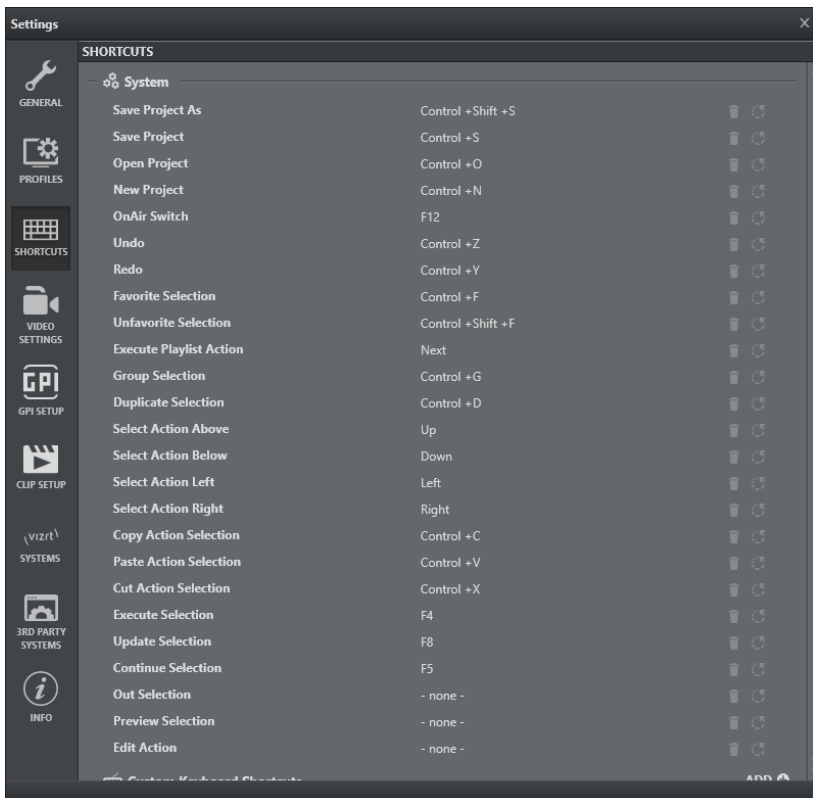 Settings
SHORTCUTS
System
Save Project As Control +Shift +S
Save Project Control +S
Open Project Control +O
New Project Control +N
OnAir Switch F12
Undo Control +Z
Redo Control +Y
Favorite Selection Control +F
Unfavorite Selection Control +Shift +F
Execute Playlist Action Next
Group Selection Control +G
Duplicate Selection Control +D
Select Action Above Up
Select Action Below Down
Select Action Left Left
Select Action Right Right
Copy Action Selection Control +C
Paste Action Selection Control +V
Cut Action Selection Control +X
Execute Selection F4
Update Selection F8
Continue Selection F5
Out Selection - none -
Preview Selection - none -
Edit Action - none -
Custom Keyboard Shortcuts ADD
GENERAL
PROFILES
SHORTCUTS
VIDEO
SETTINGS
GPI
GPI SETUP
CLIP SETUP
vizrt
SYSTEMS
3RD PARTY
SYSTEMS
i
INFO